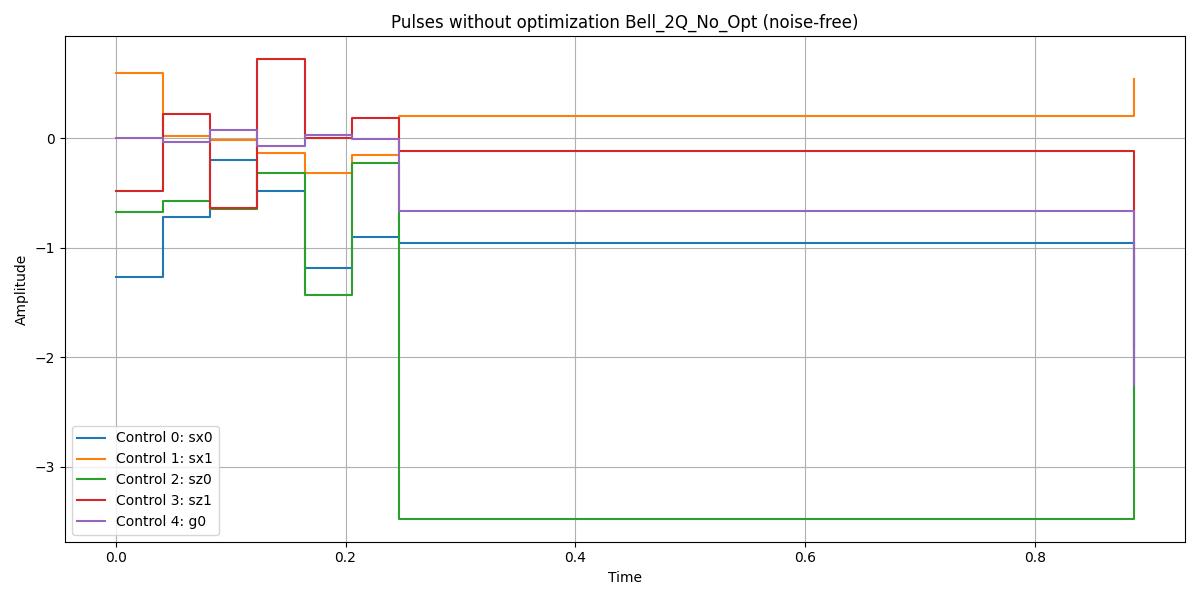 Pulses without optimization Bell_2Q_No_Opt (noise-free)
Amplitude
0
−1
−2
−3
Control 0: sx0
Control 1: sx1
Control 2: sz0
Control 3: sz1
Control 4: g0
0.0
0.2
0.4
0.6
0.8
Time